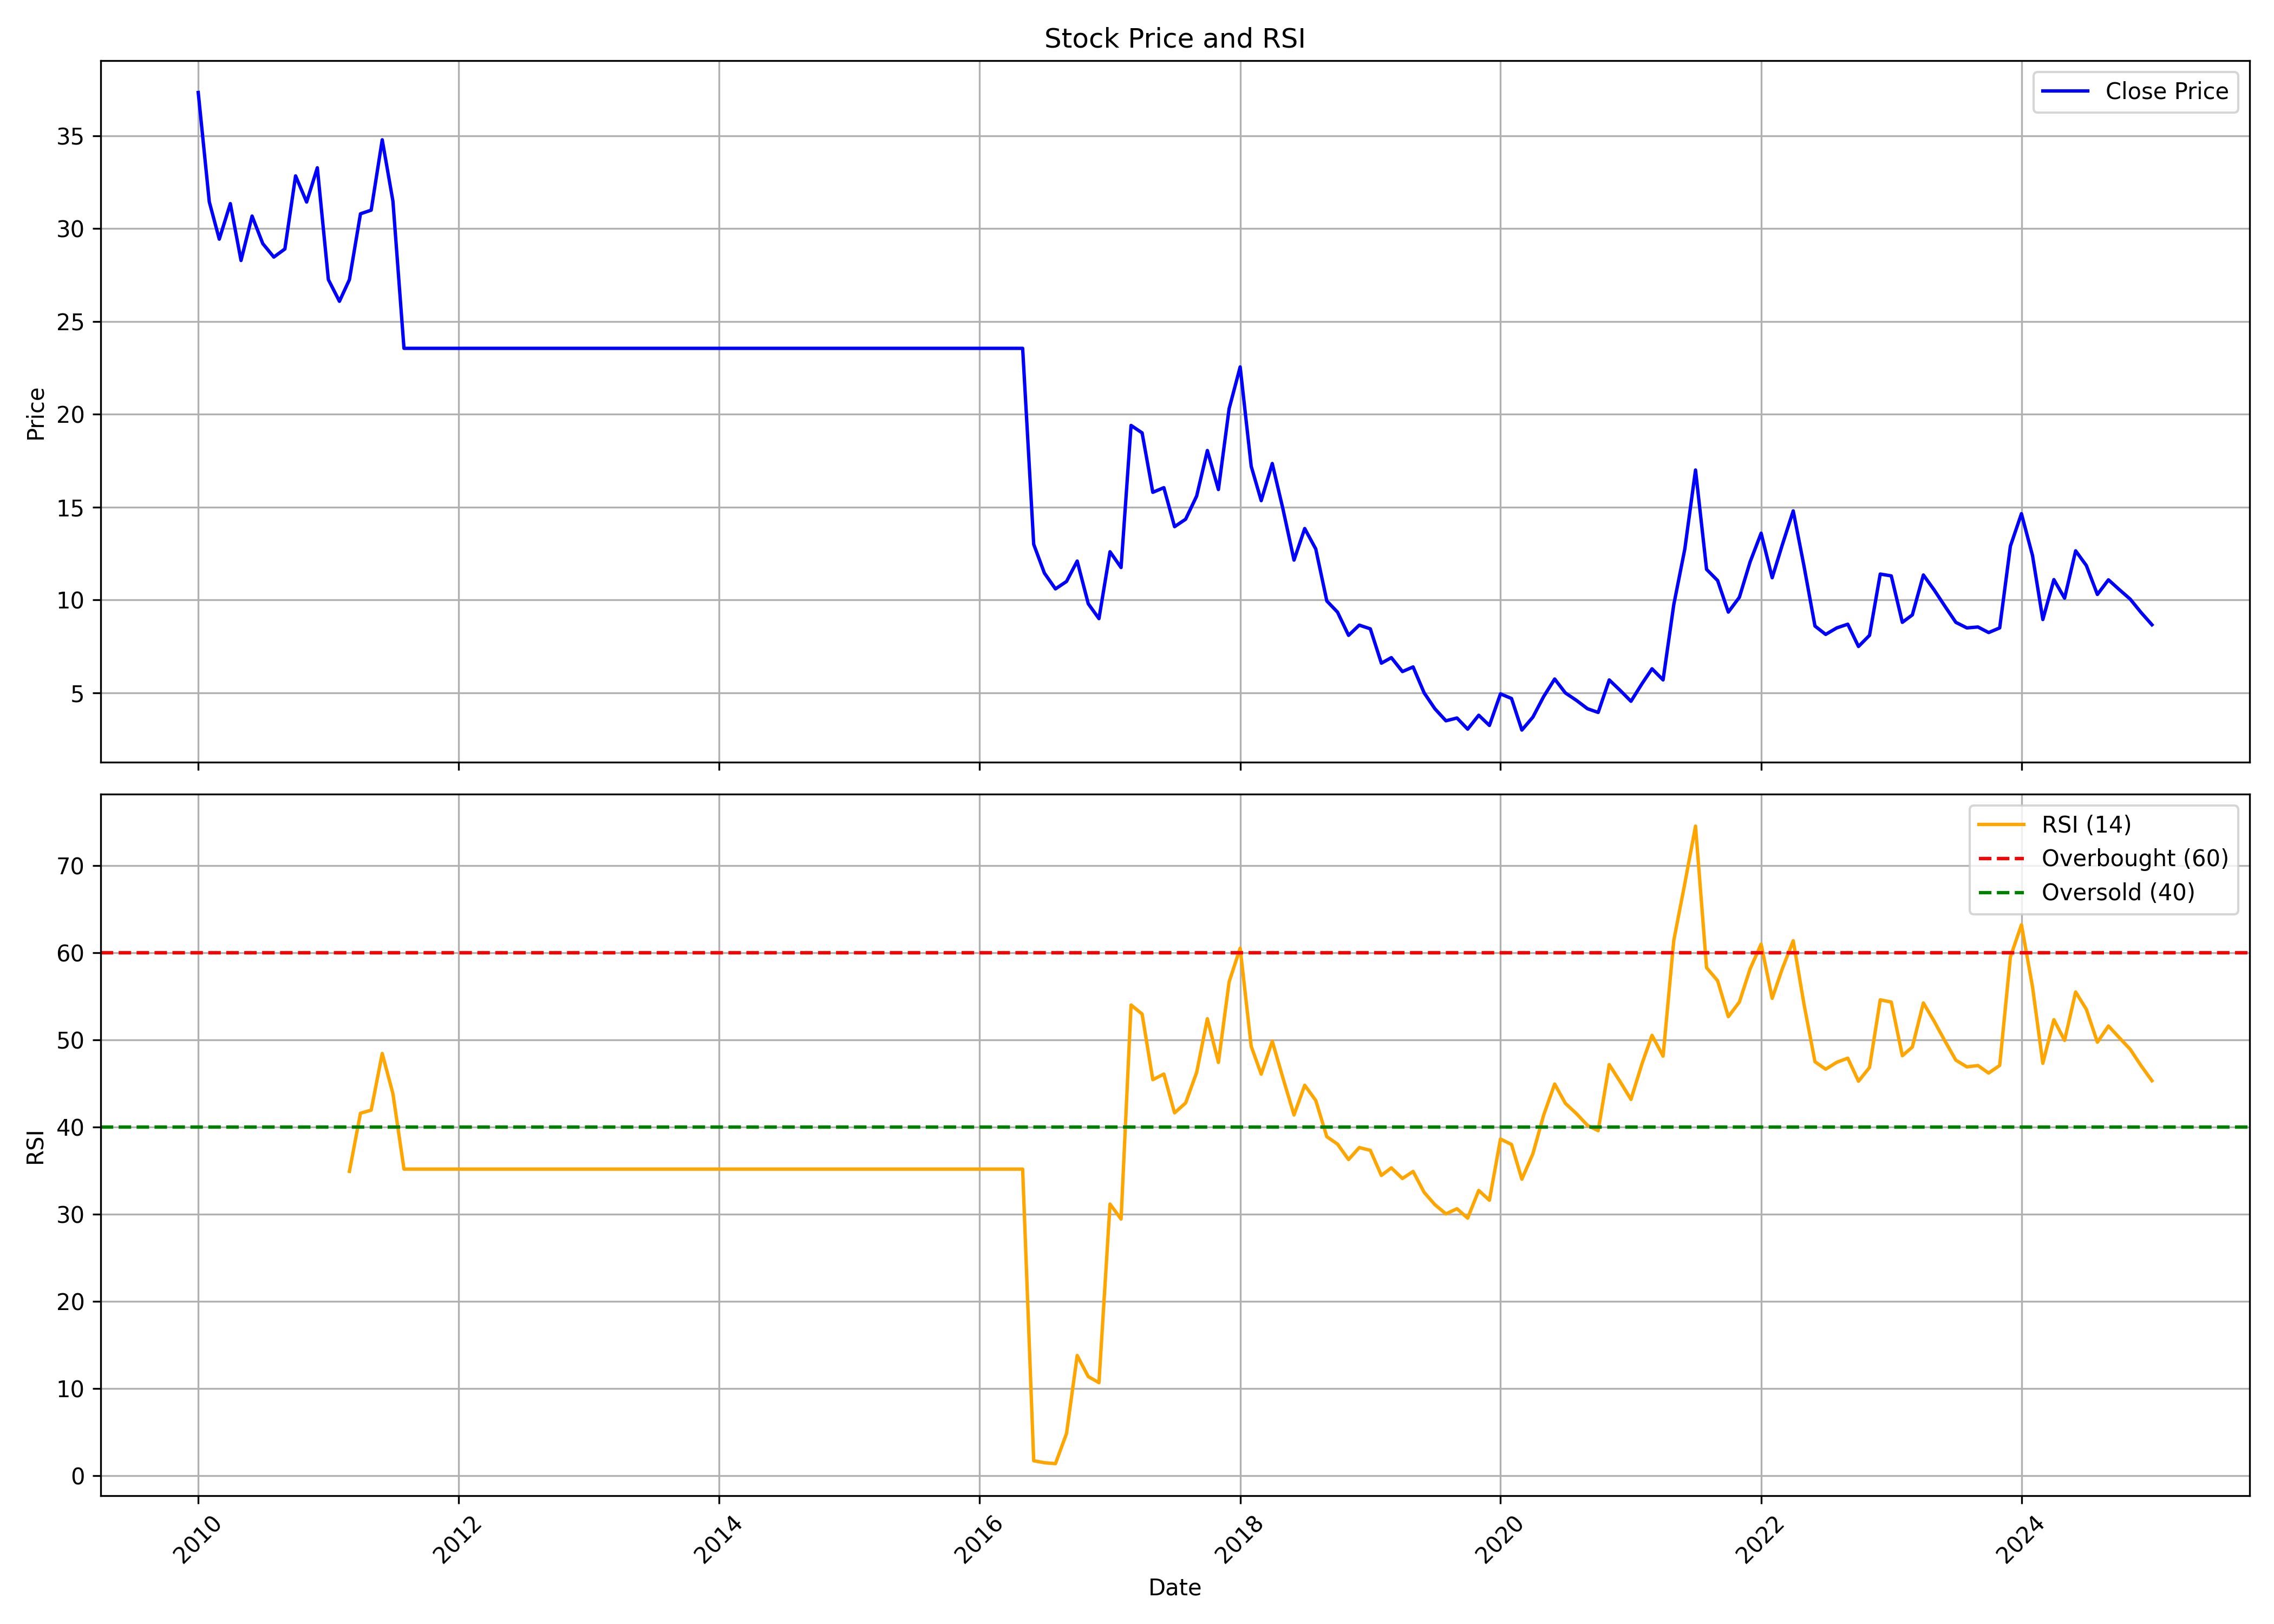 Stock Price and RSI
Close Price
35
30
25
20
15
10
5
Price
RSI (14)
Overbought (60)
Oversold (40)
70
60
50
40
30
20
10
0
RSI
2010
2012
2014
2016
2018
2020
2022
2024
Date